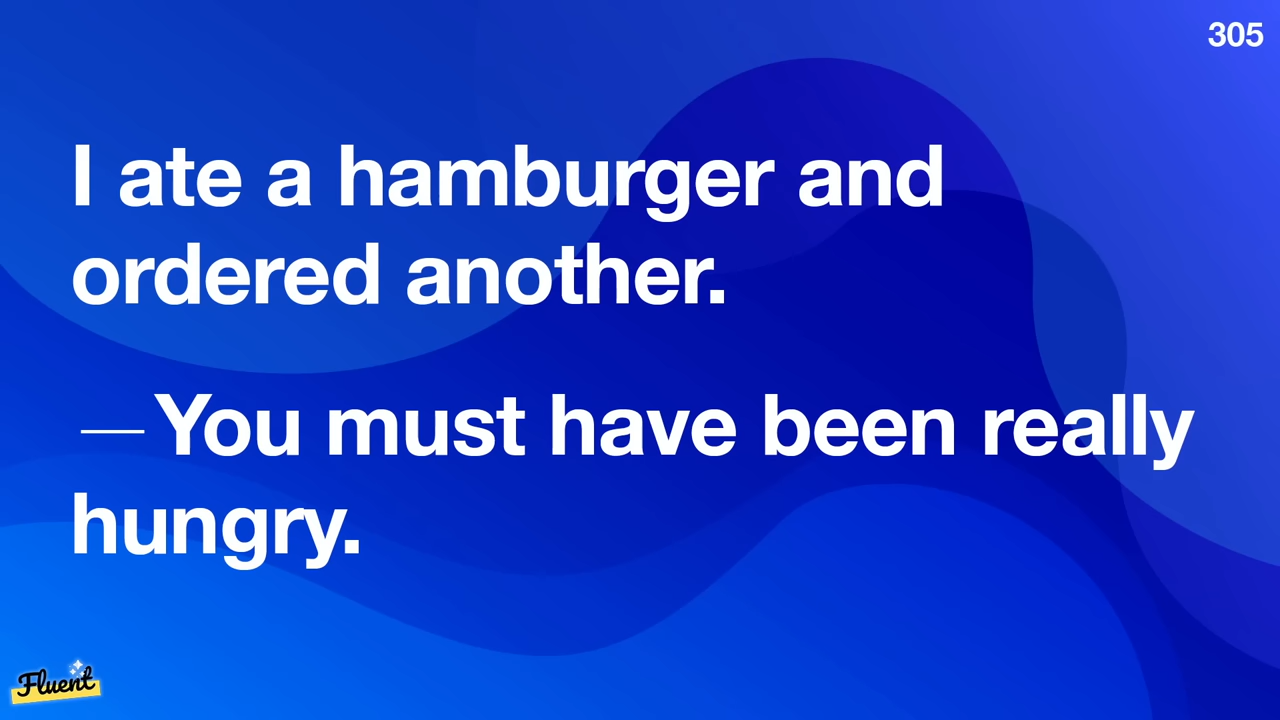 305
I ate a hamburger and
ordered another.
— You must have been really
hungry.
Fluent